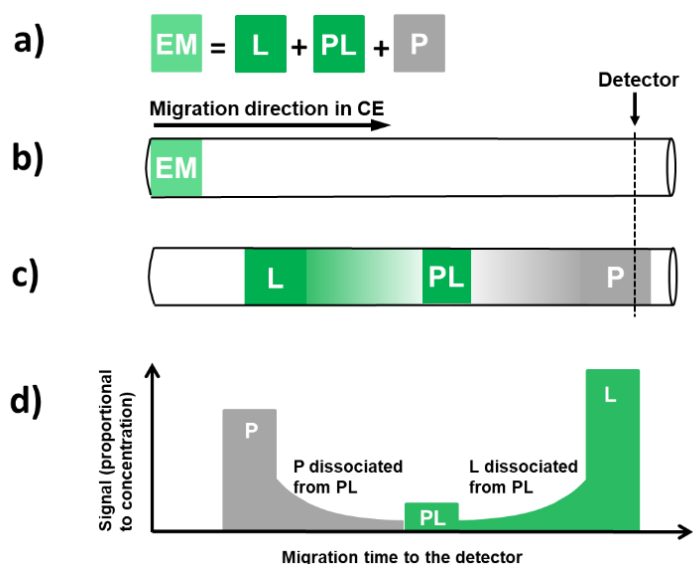 a)
EM = L + PL + P
Detector
Migration direction in CE
b)
EM
c)
L PL P
d)
Signal (proportional
to concentration)
P
P dissociated
from PL
PL
L dissociated
from PL
L
Migration time to the detector